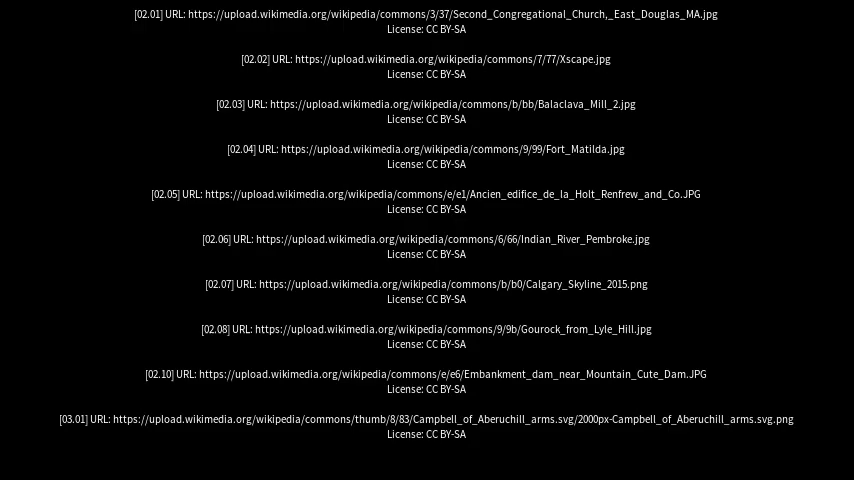 [02.01] URL: https://upload.wikimedia.org/wikipedia/commons/3/37/Second_Congregational_Church,_East_Douglas_MA.jpg
License: CC BY-SA
[02.02] URL: https://upload.wikimedia.org/wikipedia/commons/7/77/Xscape.jpg
License: CC BY-SA
[02.03] URL: https://upload.wikimedia.org/wikipedia/commons/b/bb/Balaclava_Mill_2.jpg
License: CC BY-SA
[02.04] URL: https://upload.wikimedia.org/wikipedia/commons/9/99/Fort_Matilda.jpg
License: CC BY-SA
[02.05] URL: https://upload.wikimedia.org/wikipedia/commons/e/e1/Ancien_edifice_de_la_Holt_Renfrew_and_Co.JPG
License: CC BY-SA
[02.06] URL: https://upload.wikimedia.org/wikipedia/commons/6/66/Indian_River_Pembroke.jpg
License: CC BY-SA
[02.07] URL: https://upload.wikimedia.org/wikipedia/commons/b/b0/Calgary_Skyline_2015.png
License: CC BY-SA
[02.08] URL: https://upload.wikimedia.org/wikipedia/commons/9/9b/Gourock_from_Lyle_Hill.jpg
License: CC BY-SA
[02.10] URL: https://upload.wikimedia.org/wikipedia/commons/e/e6/Embankment_dam_near_Mountain_Cute_Dam.JPG
License: CC BY-SA
[03.01] URL: https://upload.wikimedia.org/wikipedia/commons/thumb/8/83/Campbell_of_Aberuchill_arms.svg/2000px-Campbell_of_Aberuchill_arms.svg.png
License: CC BY-SA